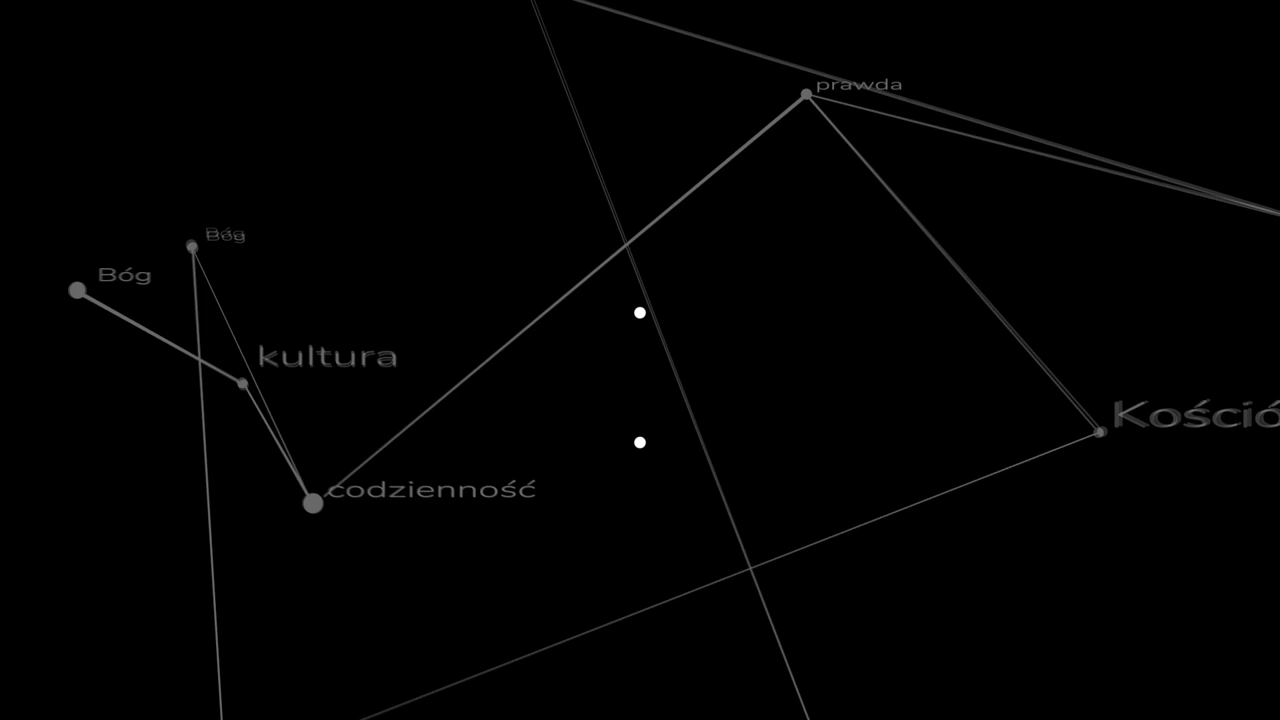 prawda
Bóg
Bóg
kultura
Kośció
codzienność